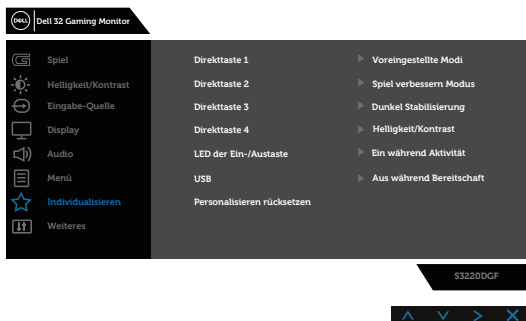 DELL Dell 32 Gaming Monitor
Spiel
Helligkeit/Kontrast
Eingabe-Quelle
Display
Audio
Menü
Individualisieren
Weiteres
Direkttaste 1 Voreingestellte Modi
Direkttaste 2 Spiel verbessern Modus
Direkttaste 3 Dunkel Stabilisierung
Direkttaste 4 Helligkeit/Kontrast
LED der Ein-/Austaste Ein während Aktivität
USB Aus während Bereitschaft
Personalisieren rücksetzen
S3220DGF